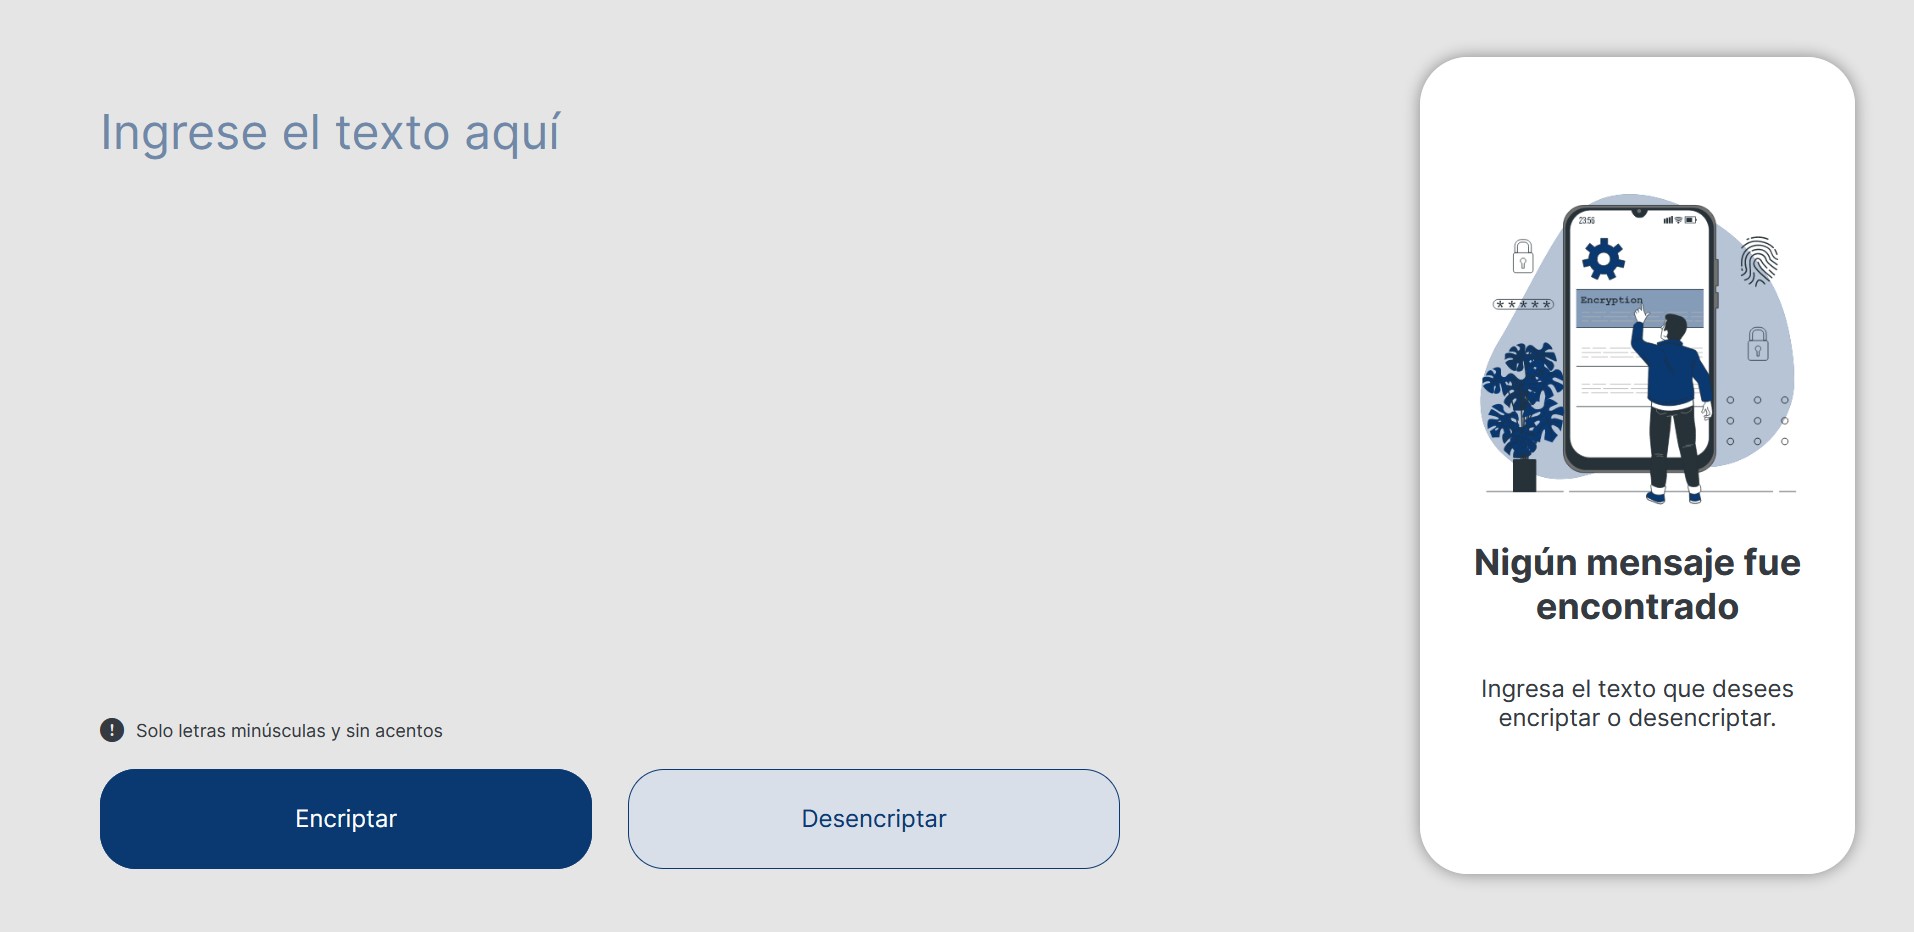 Ingrese el texto aquí
Solo letras minúsculas y sin acentos
Encriptar
Desencriptar
23:56
Encryption
*****
Nigún mensaje fue
encontrado
Ingresa el texto que desees
encriptar o desencriptar.